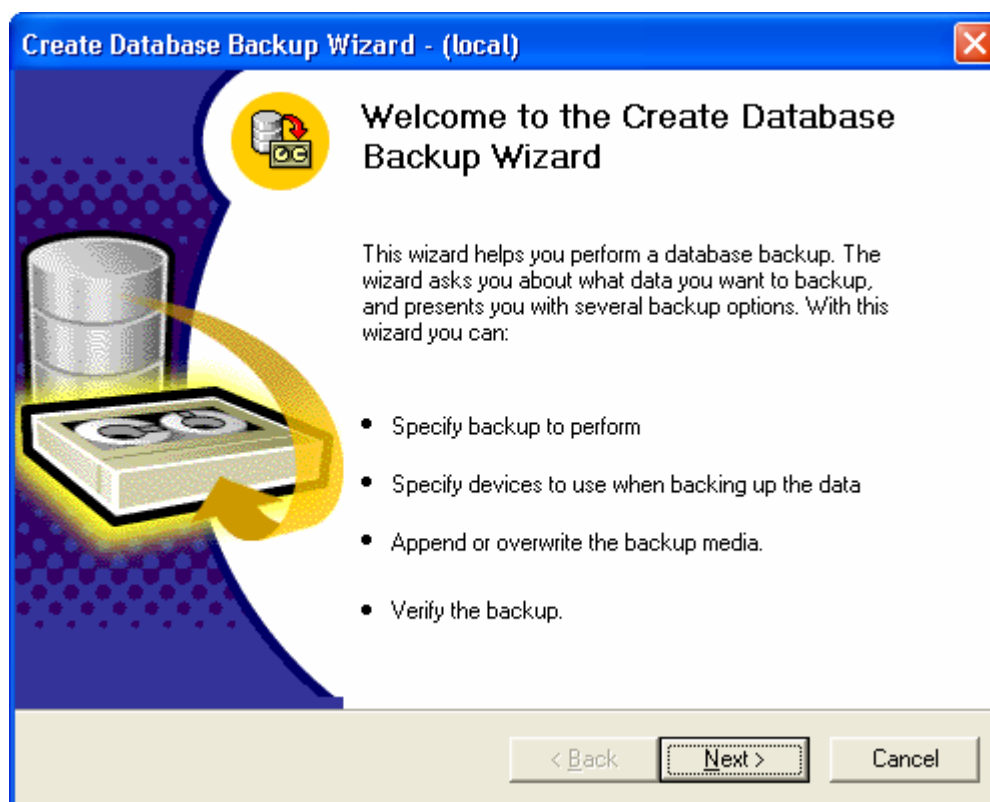 Create Database Backup Wizard - (local)
Welcome to the Create Database
Backup Wizard
This wizard helps you perform a database backup. The
wizard asks you about what data you want to backup,
and presents you with several backup options. With this
wizard you can:
• Specify backup to perform
• Specify devices to use when backing up the data
• Append or overwrite the backup media.
• Verify the backup.
< Back
Next >
Cancel